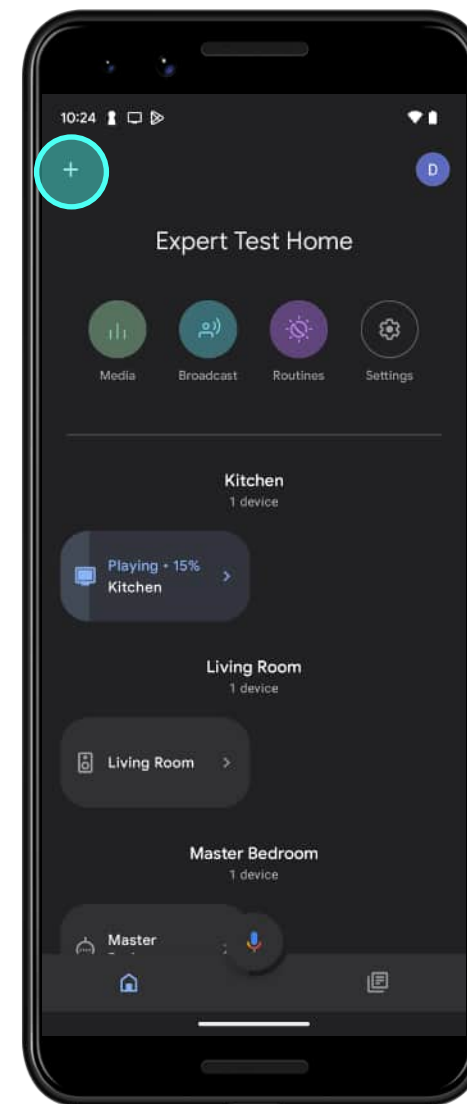 10:24
+
D
Expert Test Home
Media Broadcast Routines Settings
Kitchen
1 device
Playing • 15%
Kitchen
Living Room
1 device
Living Room
Master Bedroom
1 device
Master